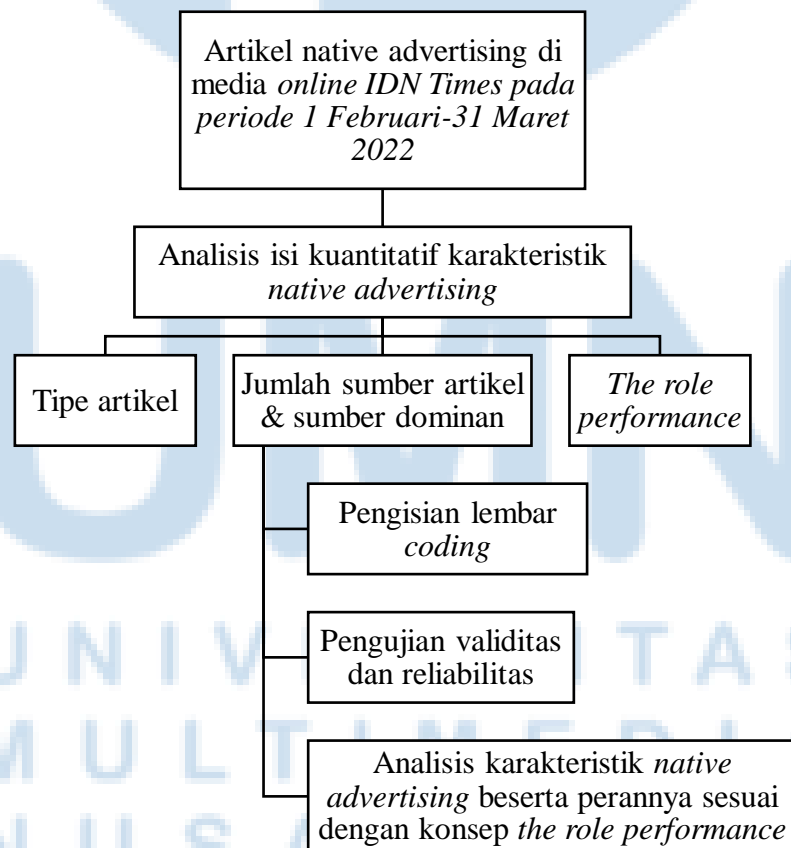 Artikel native advertising di
media online IDN Times pada
periode 1 Februari-31 Maret
2022
Analisis isi kuantitatif karakteristik
native advertising
Tipe artikel
Jumlah sumber artikel
& sumber dominan
The role
performance
Pengisian lembar
coding
Pengujian validitas
dan reliabilitas
Analisis karakteristik native
advertising beserta perannya sesuai
dengan konsep the role performance
UMN